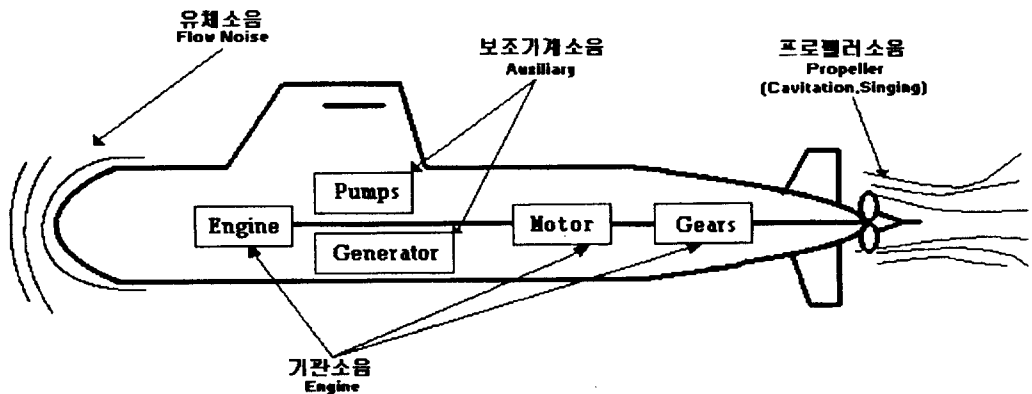 유체소음
Flow Noise
보조기계소음
Auxiliary
프로펠러소음
Propeller
(Cavitation,Singing)
Pumps
Engine
Generator
Motor
Gears
기관소음
Engine